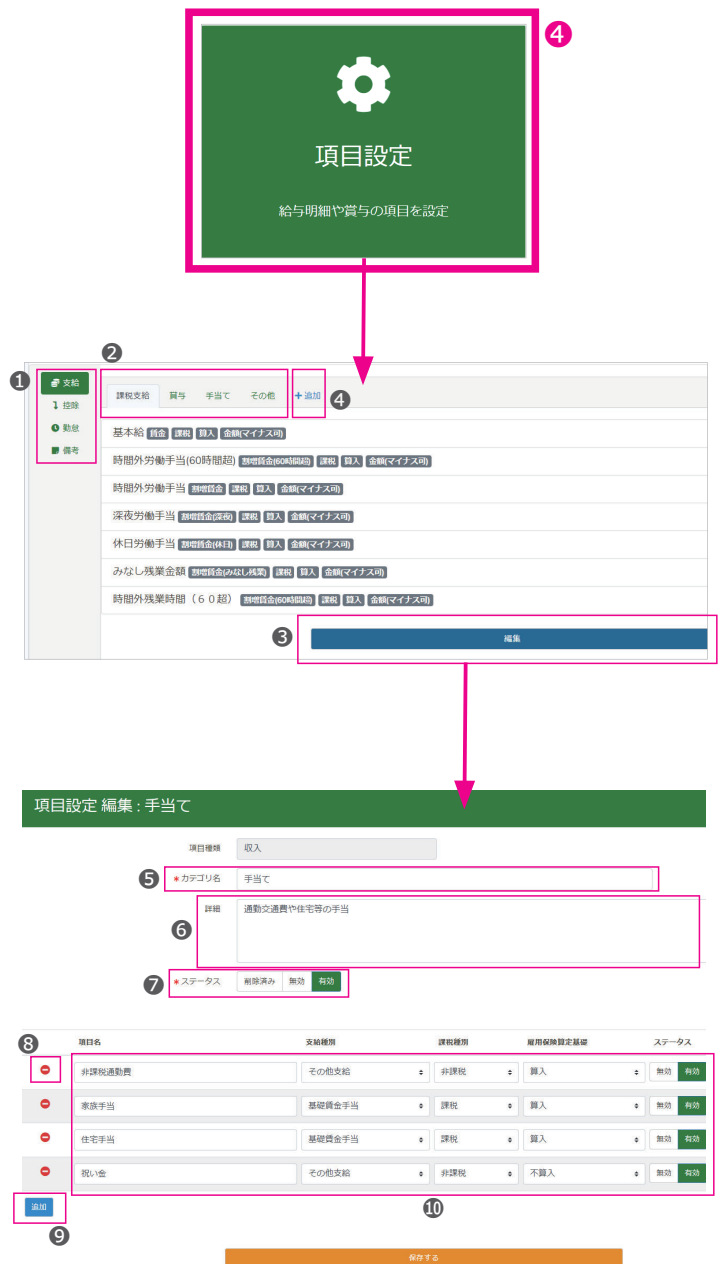 ❹
項目設定
給与明細や賞与の項目を設定
❷
❶ 支給
控除
勤怠
備考
課税支給 賞与 手当て その他 +追加 ❹
基本給 賃金 課税 算入 金額(マイナス可)
時間外労働手当(60時間超) 割増賃金(60時間超) 課税 算入 金額(マイナス可)
時間外労働手当 割増賃金 課税 算入 金額(マイナス可)
深夜労働手当 割増賃金(深夜) 課税 算入 金額(マイナス可)
休日労働手当 割増賃金(休日) 課税 算入 金額(マイナス可)
みなし残業金額 割増賃金(みなし残業) 課税 算入 金額(マイナス可)
時間外残業時間（６０超） 割増賃金(60時間超) 課税 算入 金額(マイナス可)
❸ 編集
項目設定 編集 : 手当て
項目種類 収入
❺ *カテゴリ名 手当て
❻ 詳細 通勤交通費や住宅等の手当
❼ *ステータス 削除済み 無効 有効
❽ 項目名 支給種別 課税種別 雇用保険算定基礎 ステータス
非課税通勤費 その他支給 非課税 算入 無効 有効
家族手当 基礎賃金手当 課税 算入 無効 有効
住宅手当 基礎賃金手当 課税 算入 無効 有効
祝い金 その他支給 非課税 不算入 無効 有効
追加
❾
❿
保存する